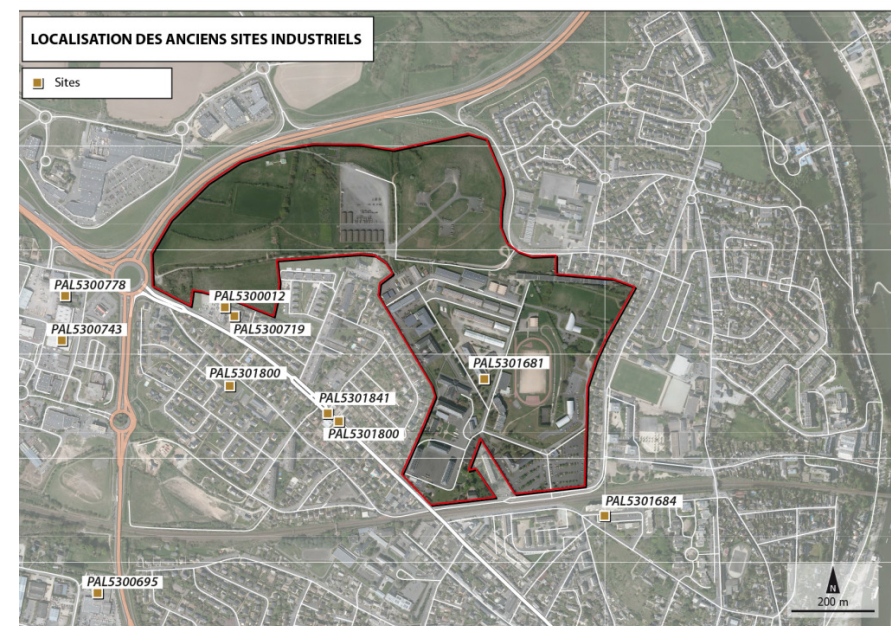 LOCALISATION DES ANCIENS SITES INDUSTRIELS
Sites
PAL5300778
PAL5300012
PAL5300719
PAL5300743
PAL5301681
PAL5301800
PAL5301841
PAL5301800
PAL5301684
PAL5300695
N
200 m